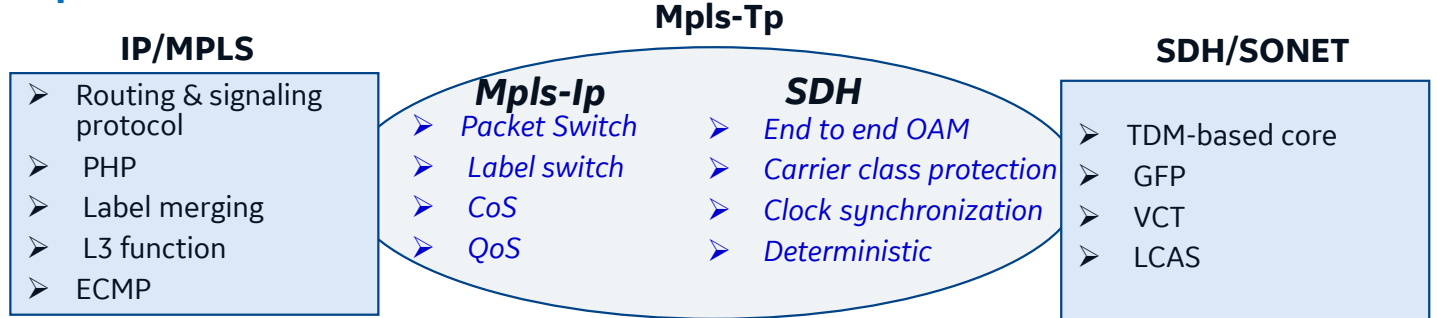 Mpls-Tp
IP/MPLS
➢ Routing & signaling
protocol
➢ PHP
➢ Label merging
➢ L3 function
➢ ECMP
Mpls-Ip
➢ Packet Switch
➢ Label switch
➢ CoS
➢ QoS
SDH
➢ End to end OAM
➢ Carrier class protection
➢ Clock synchronization
➢ Deterministic
SDH/SONET
➢ TDM-based core
➢ GFP
➢ VCT
➢ LCAS